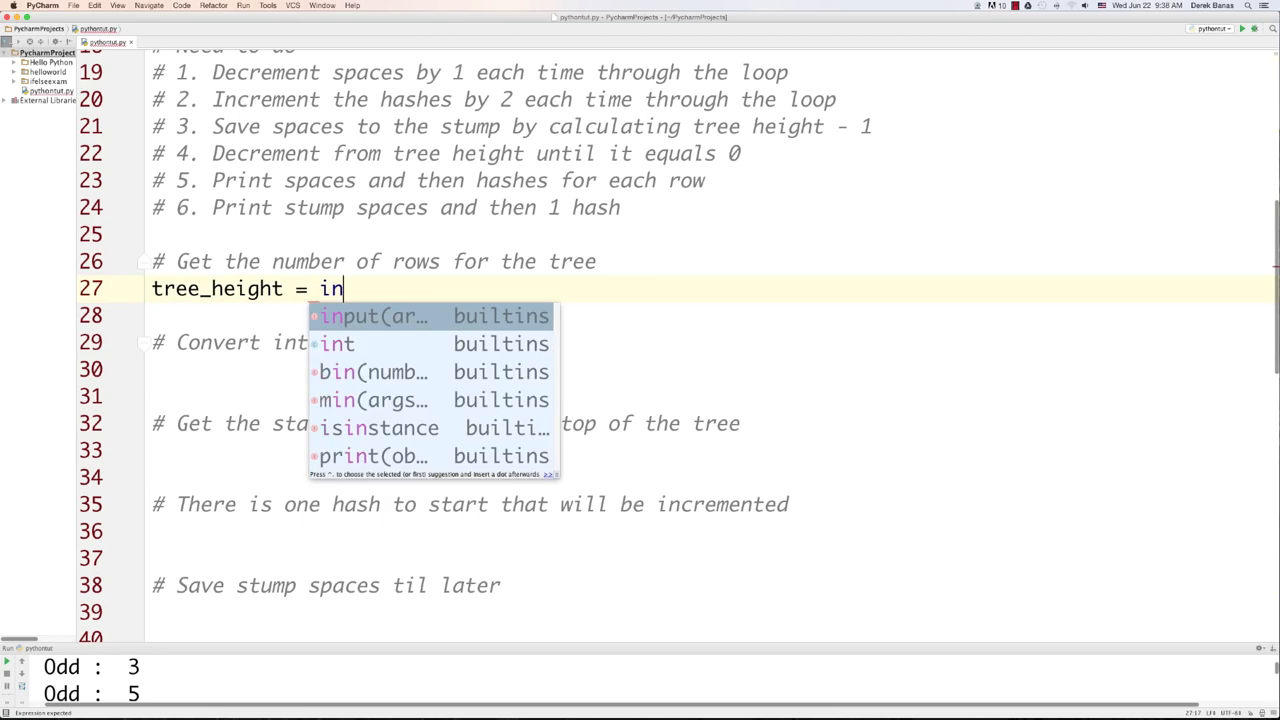 PyCharm File Edit View Navigate Code Refactor Run Tools VCS Window Help 10 Wed Jun 22 9:38 AM Derek Banas
pythontut.py - PycharmProjects - [~/PycharmProjects]
PycharmProjects pythontut.py pythontut
pythontut.py
PycharmProject
Hello Python
helloworld
ifelseexam
pythontut.py
External Librarie
18 # Need to do
19 # 1. Decrement spaces by 1 each time through the loop
20 # 2. Increment the hashes by 2 each time through the loop
21 # 3. Save spaces to the stump by calculating tree height - 1
22 # 4. Decrement from tree height until it equals 0
23 # 5. Print spaces and then hashes for each row
24 # 6. Print stump spaces and then 1 hash
25
26 # Get the number of rows for the tree
27 tree_height = in
28
29 # Convert int
30
31
32 # Get the sta top of the tree
33
34
35 # There is one hash to start that will be incremented
36
37
38 # Save stump spaces til later
39
40
input(ar… builtins
int builtins
bin(numb… builtins
min(args… builtins
isinstance builti…
print(ob… builtins
Press ^. to choose the selected (or first) suggestion and insert a dot afterwards >>
Run pythontut
Odd : 3
Odd : 5
Expression expected 27:17 LF÷ UTF-8÷